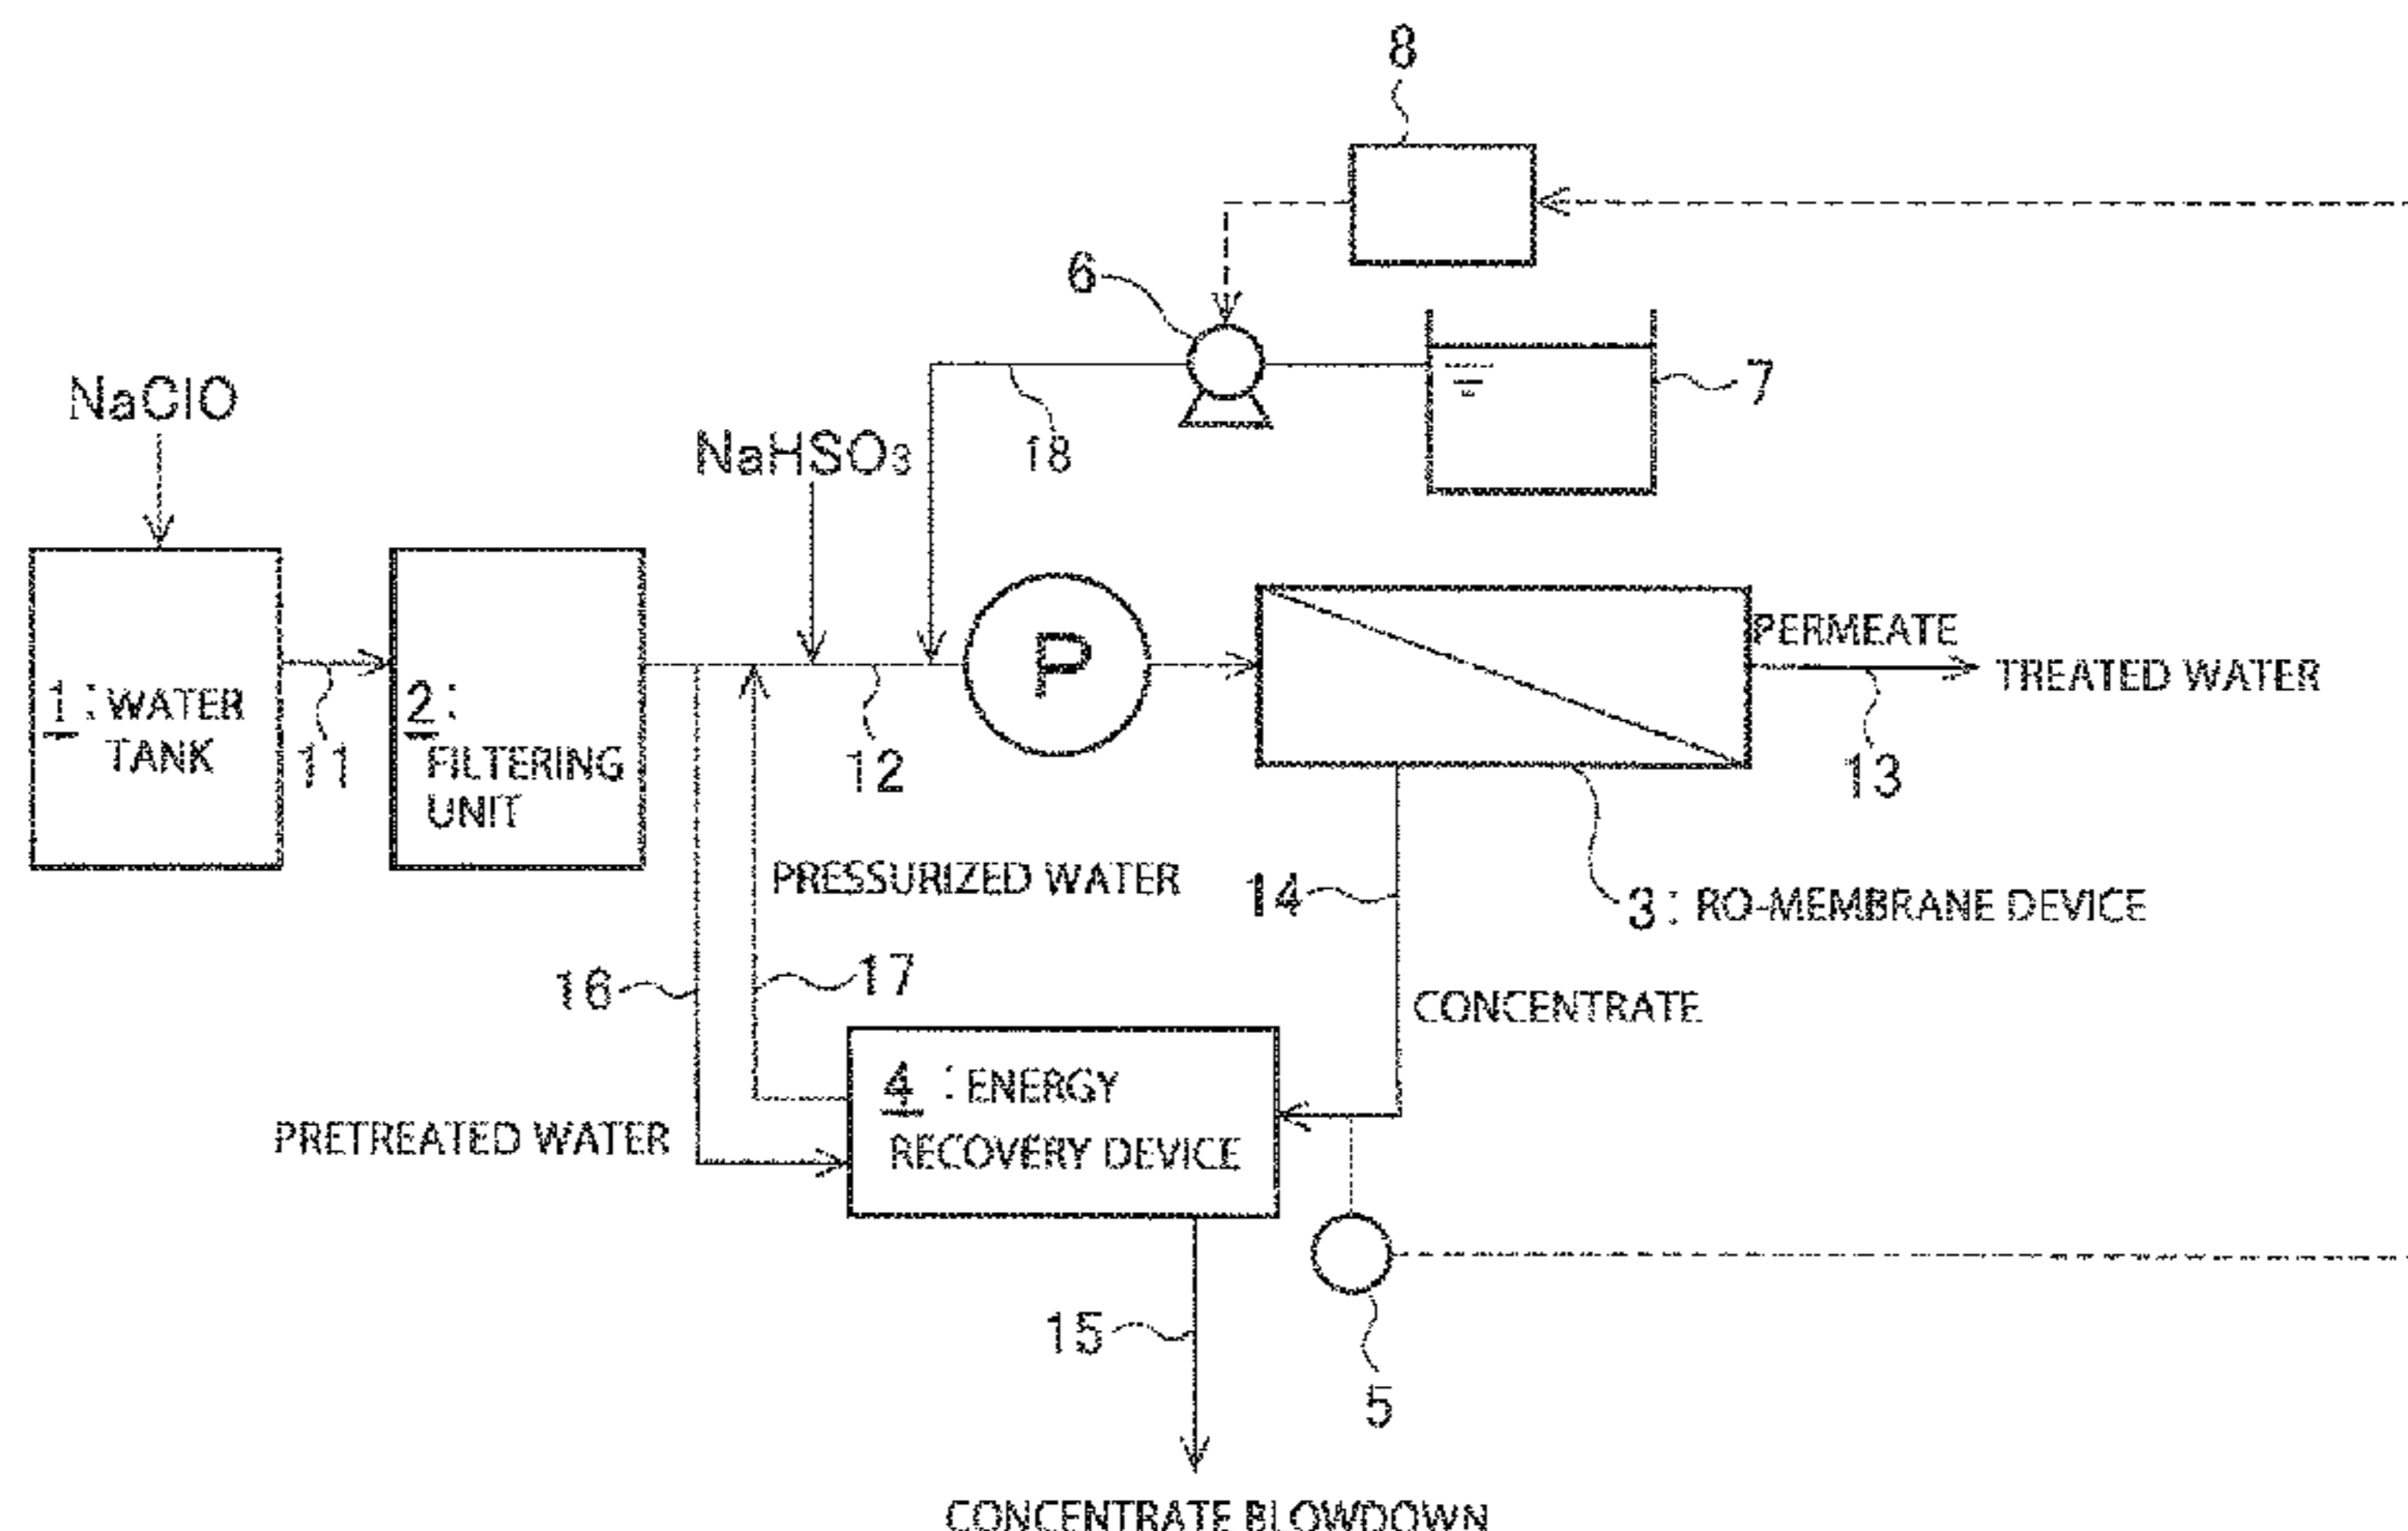 8
6
NaClO
7
NaHSO₃
18
P
PERMEATE
TREATED WATER
1 : WATER
TANK
11
2 :
FILTERING
UNIT
12
13
PRESSURIZED WATER
14
3 : RO-MEMBRANE DEVICE
16
17
CONCENTRATE
4 : ENERGY
RECOVERY DEVICE
PRETREATED WATER
15
5
CONCENTRATE BLOWDOWN